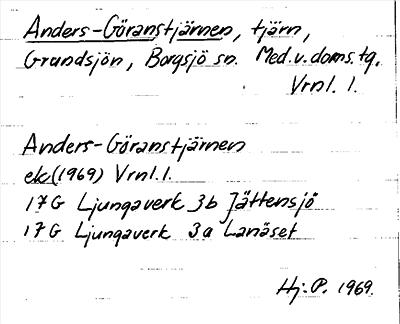 Anders-Göranstjärnen, tjärn,
Grundsjön, Borgsjö sn. Med.v.doms.tg.
Vrnl. l.
Anders-Göranstjärnen
ek(1969) Vrnl.l.
17G Ljungaverk 3b Jättensjö
17G Ljungaverk 3a Lanäset
Hj.P. 1969.